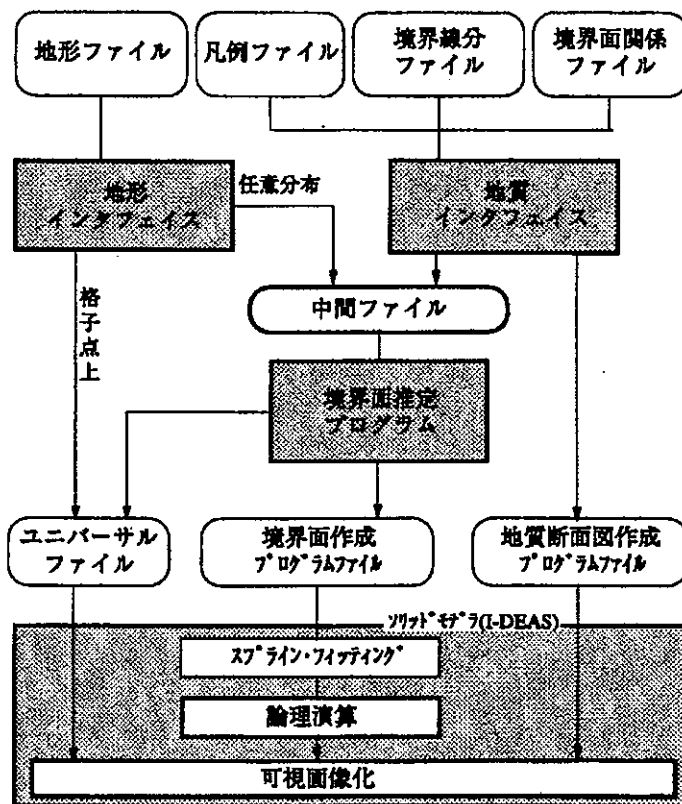 地形ファイル
凡例ファイル
境界線分
ファイル
境界面関係
ファイル
地形
インタフェイス
任意分布
地質
インタフェイス
格子点上
中間ファイル
境界面推定
プログラム
ユニバーサル
ファイル
境界面作成
プログラムファイル
地質断面図作成
プログラムファイル
ソリッドモデラ(I-DEAS)
スプライン・フィッティング
論理演算
可視画像化